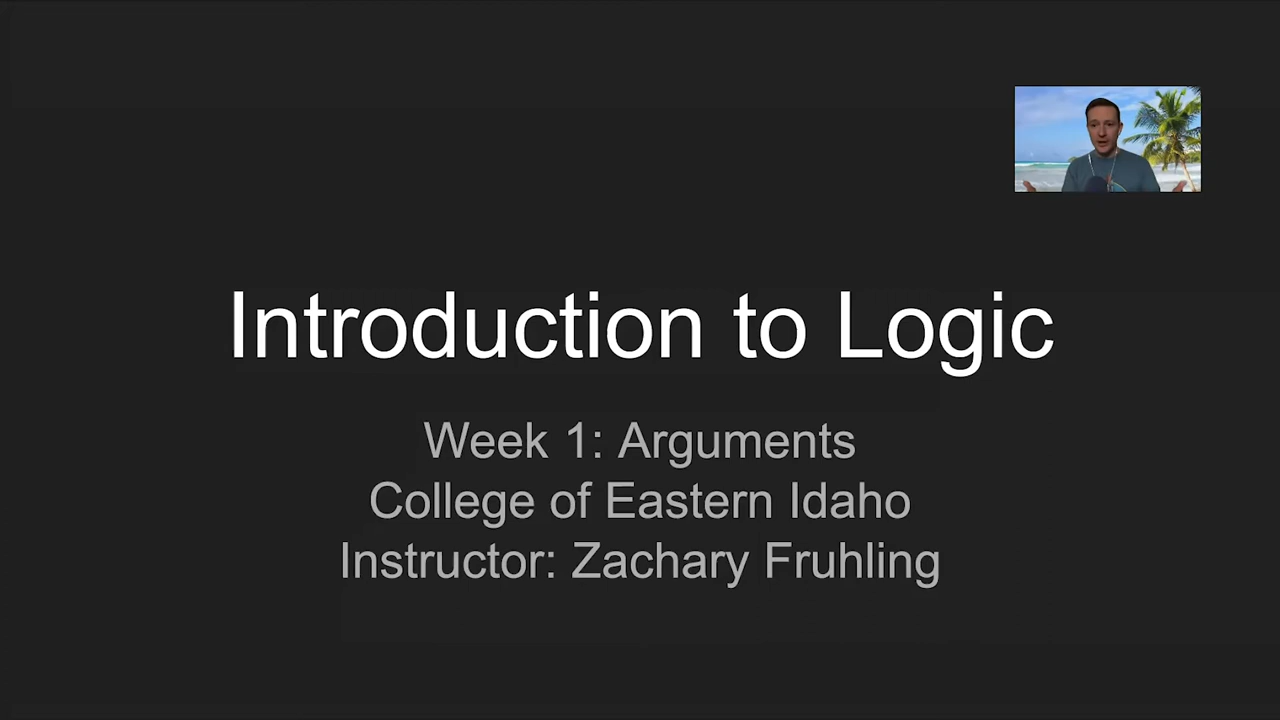 Introduction to Logic
Week 1: Arguments
College of Eastern Idaho
Instructor: Zachary Fruhling